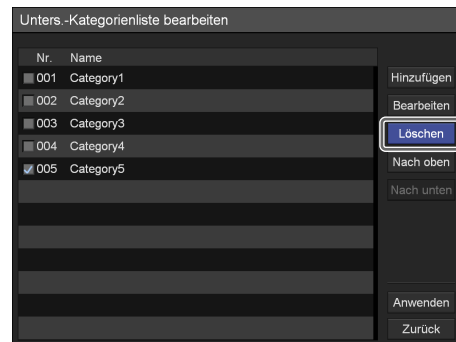 Unters.-Kategorienliste bearbeiten
Nr. Name
001 Category1
002 Category2
003 Category3
004 Category4
005 Category5
Hinzufügen
Bearbeiten
Löschen
Nach oben
Nach unten
Anwenden
Zurück